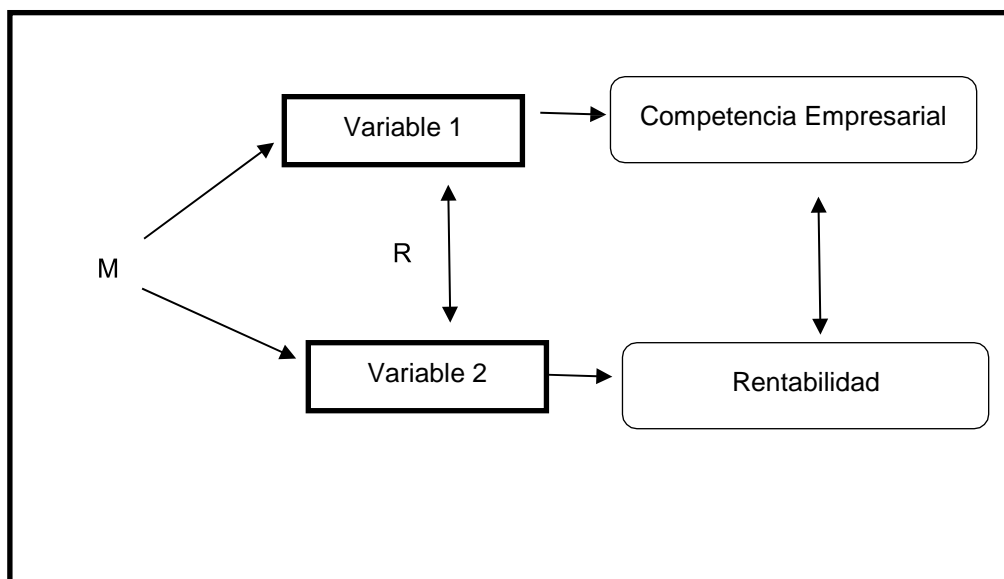 Variable 1
Competencia Empresarial
M
R
Variable 2
Rentabilidad